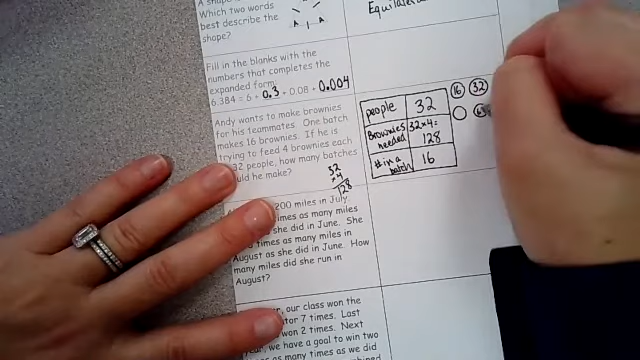 Which two words
best describe the
shape?
A
A
Fill in the blanks with the
numbers that completes the
expanded form:
6.384 = 6 + 0.3 + 0.08 + 0.004
Andy wants to make brownies
for his teammates. One batch
makes 16 brownies. If he is
trying to feed 4 brownies each
32 people, how many batches
he make?
32
×4
128
people 32
Brownies needed 32×4=
128
# in a batch 16
16 32
200 miles in July
times as many miles
she did in June. She
times as many miles in
August as she did in June. How
many miles did she run in
August?
our class won the
7 times. Last
won 2 times. Next
we have a goal to win two
as many times as we did